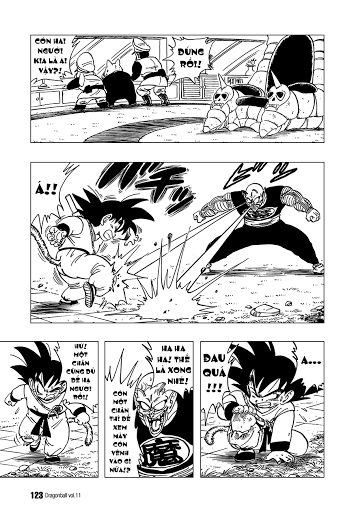 ĐÚNG
RỒI!
CÒN HAI
NGƯỜI
KIA LÀ AI
VẬY?!
Á!!
A...
ĐAU
QUÁ
!!!
HA HA
HA! THẾ
LÀ XONG
NHÉ!
CÒN
MỘT
CHÂN
THÌ ĐỂ
XEM
MÀY
CÒN
VÊNH
VÁO GÌ
NỮA!?
魔
HỪ!
MỘT
CHÂN
CŨNG ĐỦ
ĐỂ HẠ
NGƯƠI
RỒI!
123 Dragonball vol.11